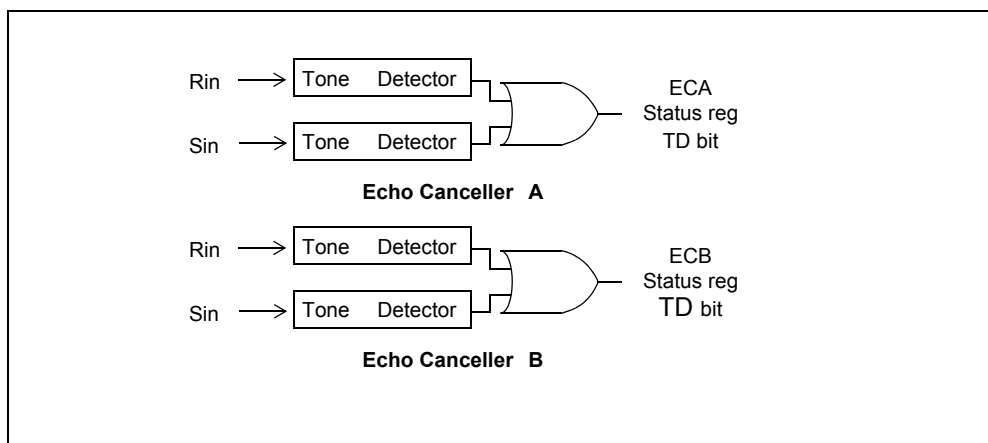 Rin
Tone Detector
ECA
Status reg
TD bit
Sin
Tone Detector
Echo Canceller A
Rin
Tone Detector
ECB
Status reg
TD bit
Sin
Tone Detector
Echo Canceller B